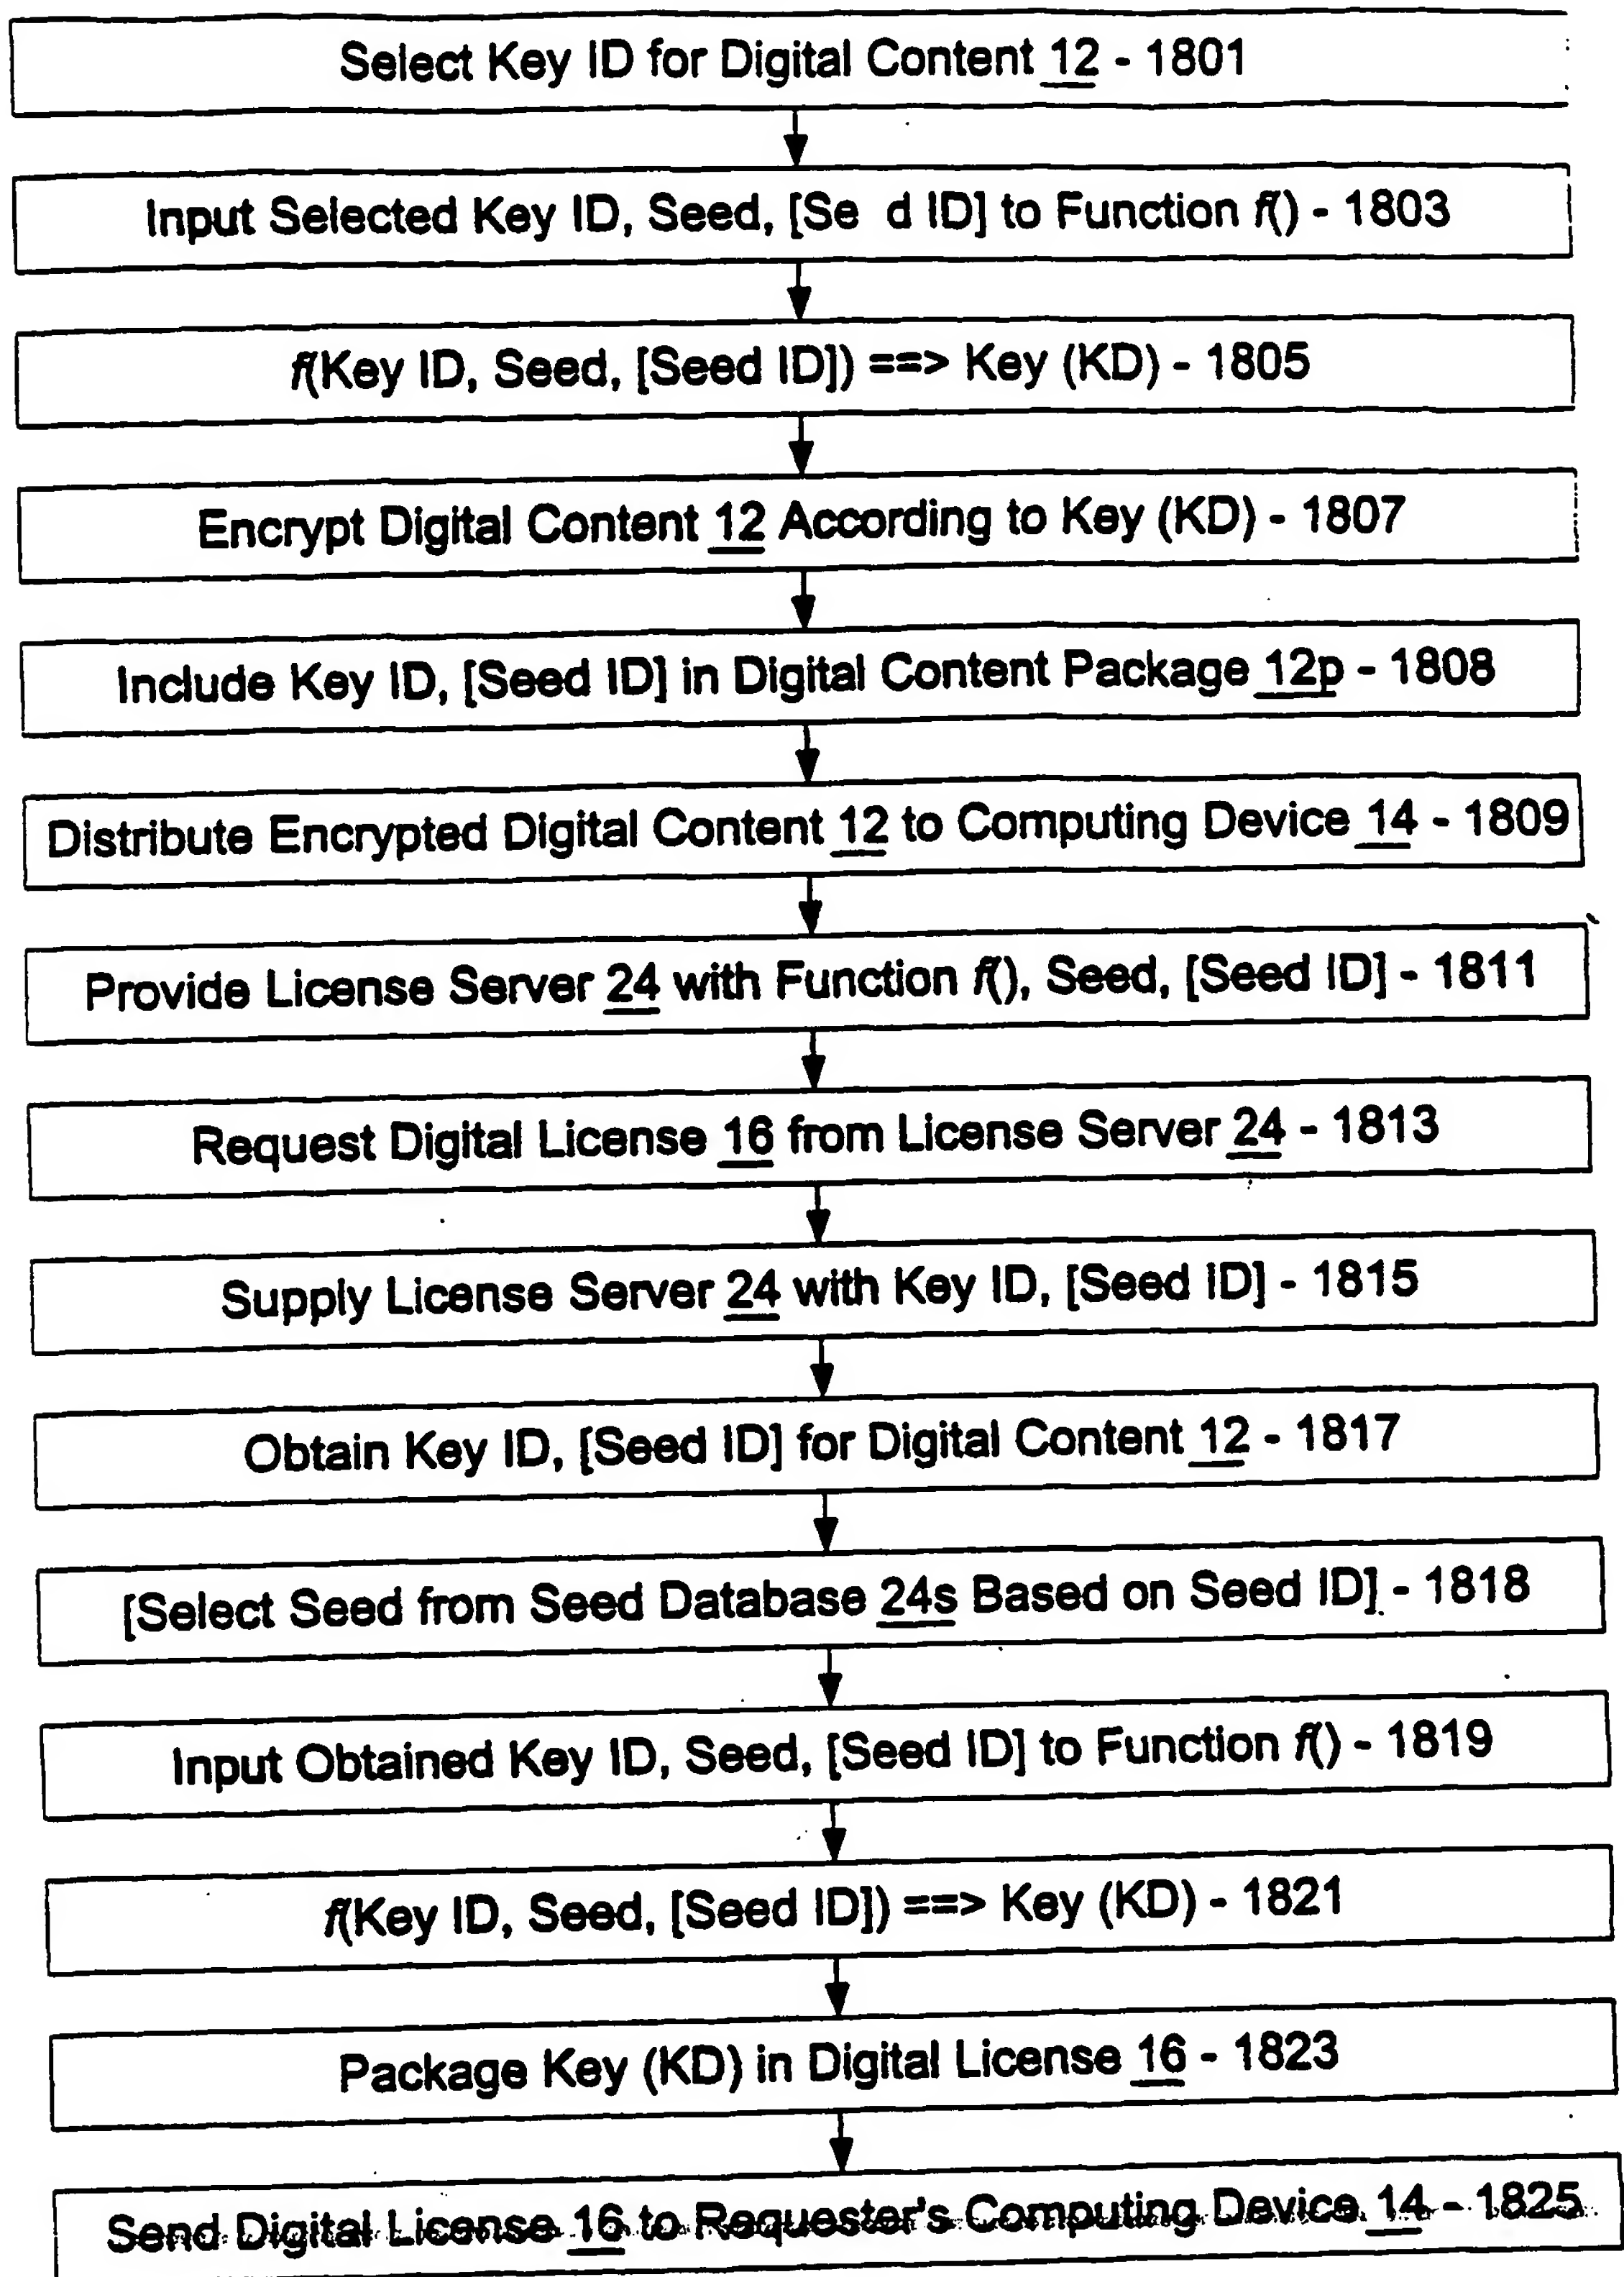 Select Key ID for Digital Content 12 - 1801
Input Selected Key ID, Seed, [Se d ID] to Function f() - 1803
f(Key ID, Seed, [Seed ID]) ==> Key (KD) - 1805
Encrypt Digital Content 12 According to Key (KD) - 1807
Include Key ID, [Seed ID] in Digital Content Package 12p - 1808
Distribute Encrypted Digital Content 12 to Computing Device 14 - 1809
Provide License Server 24 with Function f(), Seed, [Seed ID] - 1811
Request Digital License 16 from License Server 24 - 1813
Supply License Server 24 with Key ID, [Seed ID] - 1815
Obtain Key ID, [Seed ID] for Digital Content 12 - 1817
[Select Seed from Seed Database 24s Based on Seed ID] - 1818
Input Obtained Key ID, Seed, [Seed ID] to Function f() - 1819
f(Key ID, Seed, [Seed ID]) ==> Key (KD) - 1821
Package Key (KD) in Digital License 16 - 1823
Send Digital License 16 to Requester's Computing Device 14 - 1825